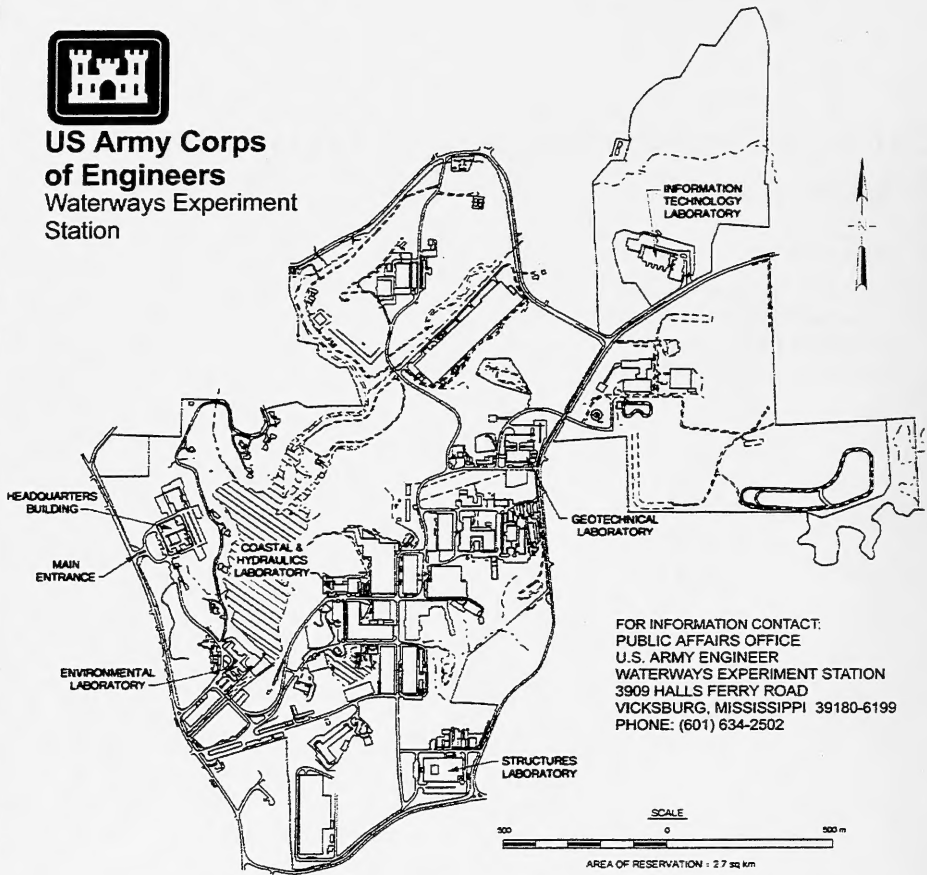 US Army Corps
of Engineers
Waterways Experiment
Station
INFORMATION
TECHNOLOGY
LABORATORY
N
HEADQUARTERS
BUILDING
MAIN
ENTRANCE
COASTAL &
HYDRAULICS
LABORATORY
GEOTECHNICAL
LABORATORY
ENVIRONMENTAL
LABORATORY
STRUCTURES
LABORATORY
FOR INFORMATION CONTACT:
PUBLIC AFFAIRS OFFICE
U.S. ARMY ENGINEER
WATERWAYS EXPERIMENT STATION
3909 HALLS FERRY ROAD
VICKSBURG, MISSISSIPPI 39180-6199
PHONE: (601) 634-2502
SCALE
500 0 500 m
AREA OF RESERVATION : 2.7 sq km